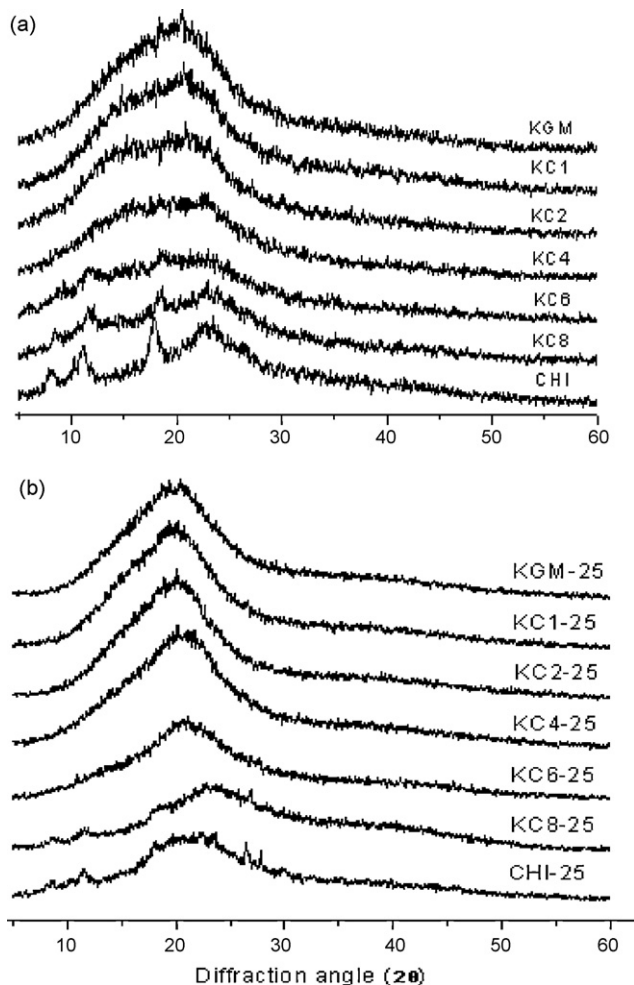 (a)
KGM
KC1
KC2
KC4
KC6
KC8
CHI
10 20 30 40 50 60
(b)
KGM-25
KC1-25
KC2-25
KC4-25
KC6-25
KC8-25
CHI-25
10 20 30 40 50 60
Diffraction angle (2θ)